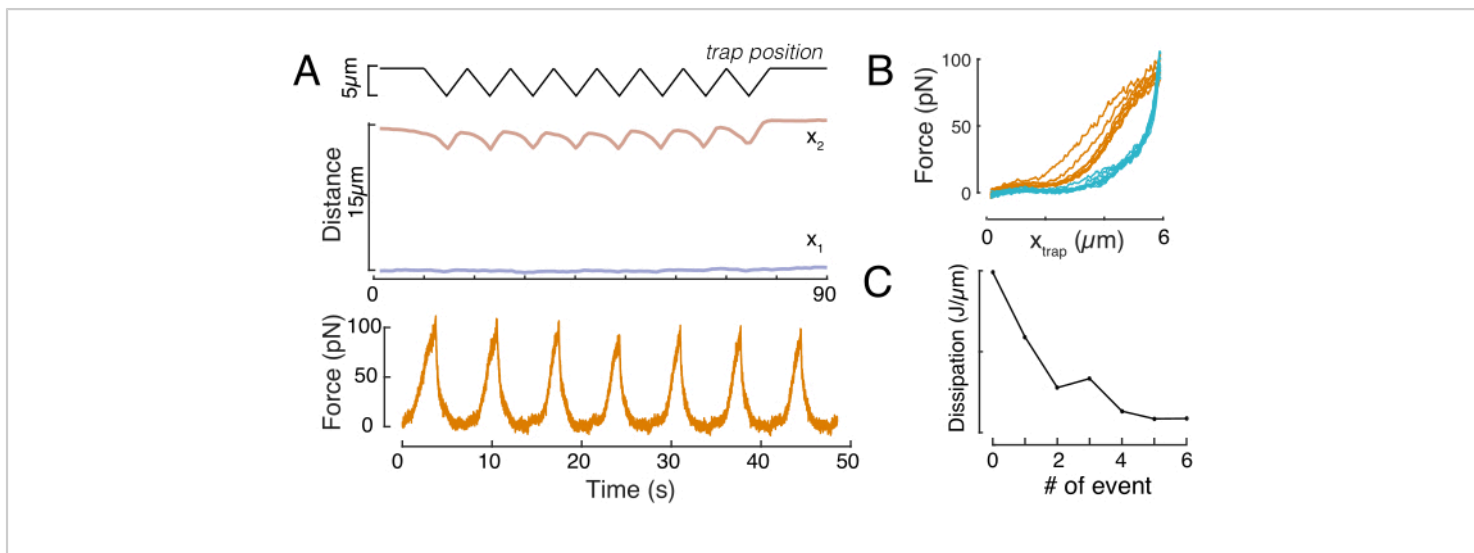 A
trap position
5µm
x2
Distance
15µm
x1
0 90
Force (pN)
100
50
0
0 10 20 30 40 50
Time (s)
B
Force (pN)
100
50
0
0 6
xtrap (µm)
C
Dissipation (J/µm)
0 2 4 6
# of event